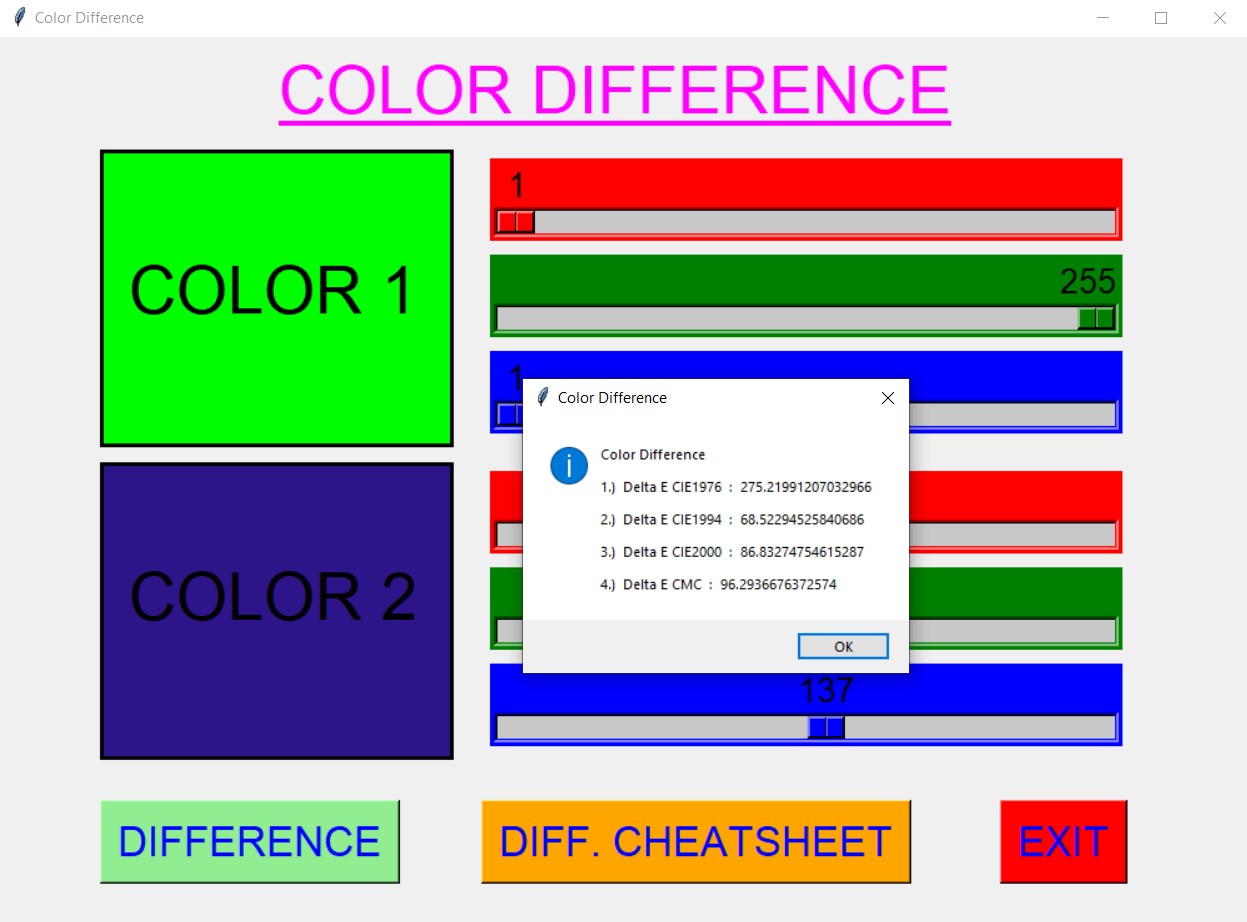 Color Difference
COLOR DIFFERENCE
COLOR 1
1
255
1
Color Difference
Color Difference
1.) Delta E CIE1976 : 275.21991207032966
2.) Delta E CIE1994 : 68.52294525840686
3.) Delta E CIE2000 : 86.83274754615287
4.) Delta E CMC : 96.2936676372574
OK
COLOR 2
137
DIFFERENCE
DIFF. CHEATSHEET
EXIT